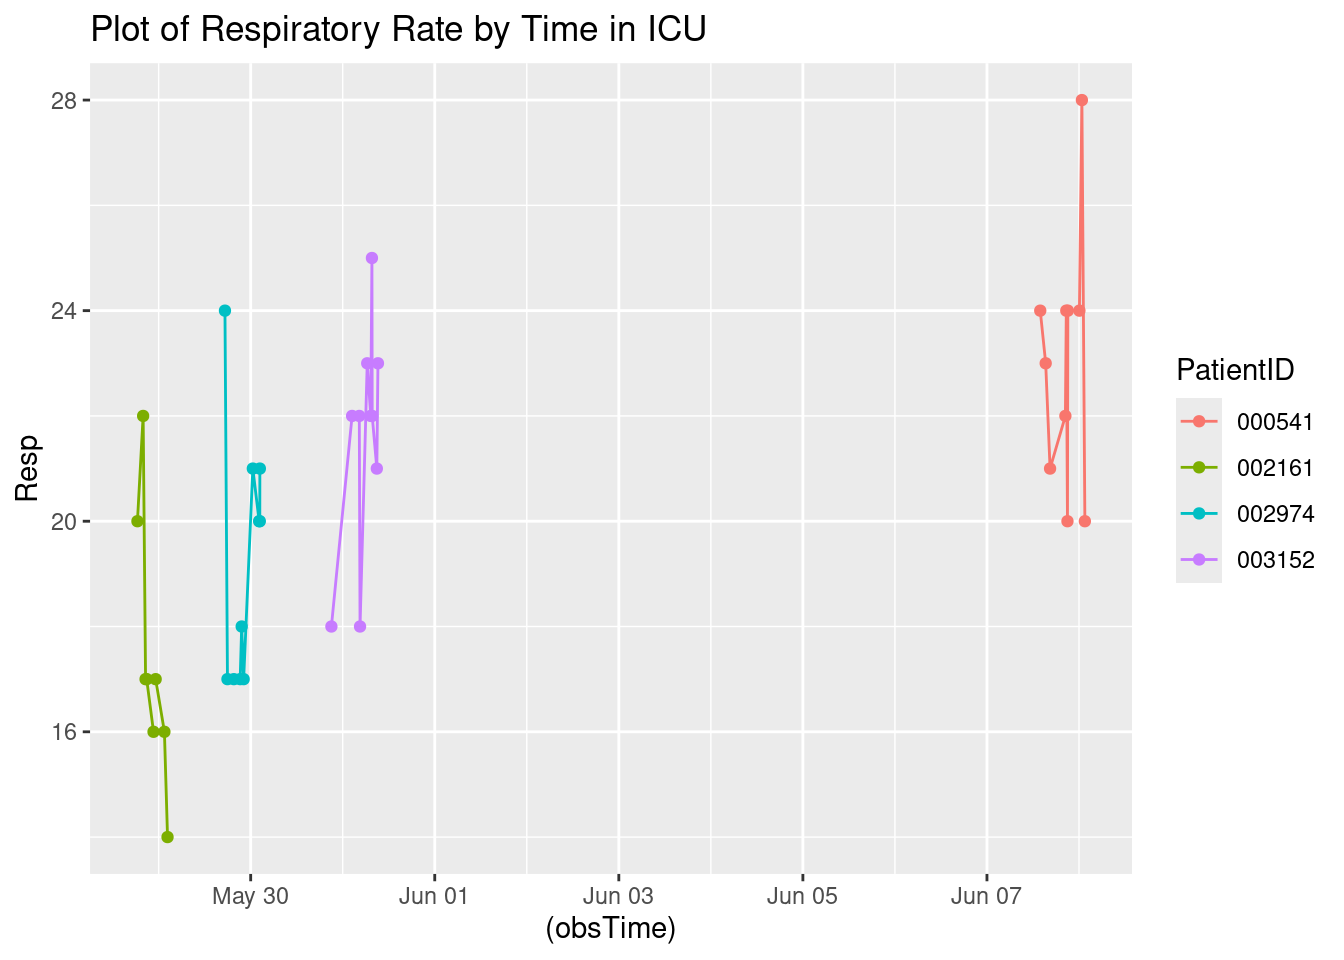 Plot of Respiratory Rate by Time in ICU
28
24
20
16
Resp
May 30
Jun 01
Jun 03
Jun 05
Jun 07
(obsTime)
PatientID
000541
002161
002974
003152